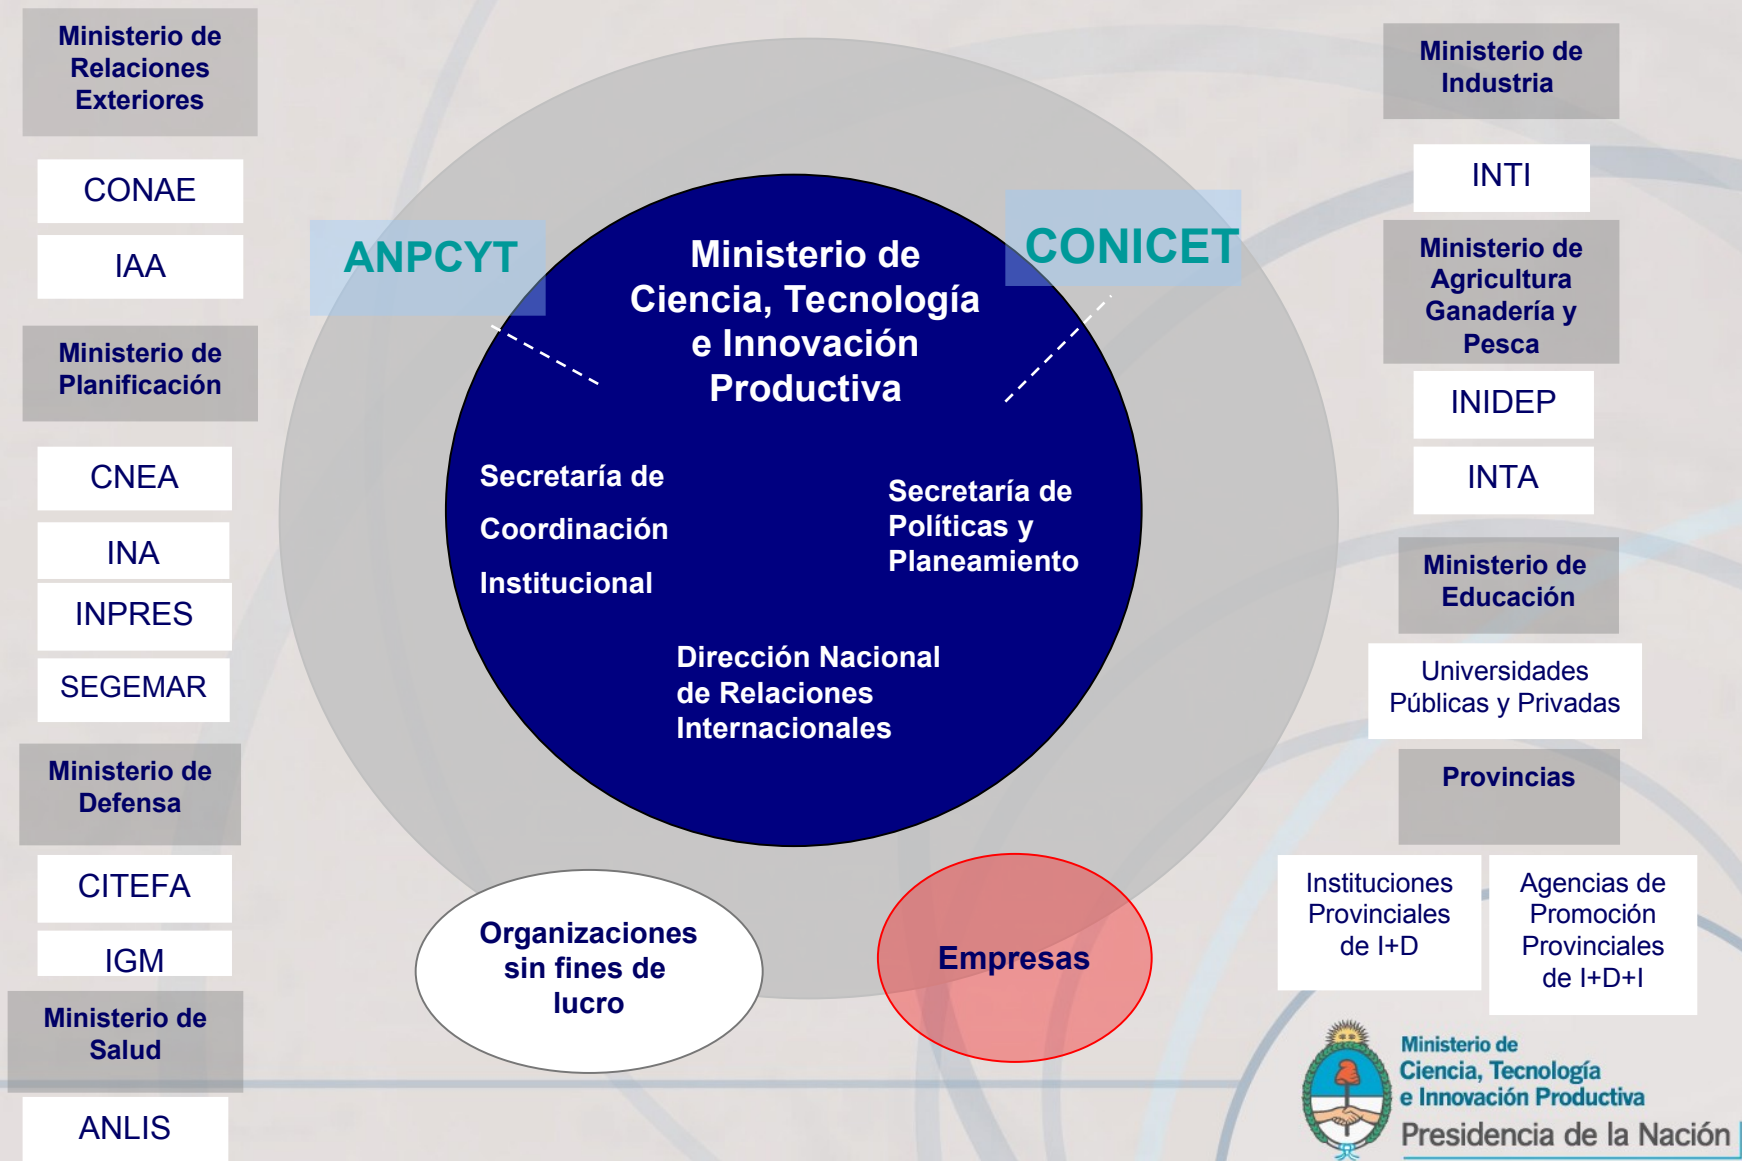 Ministerio de
Relaciones
Exteriores
CONAE
IAA
Ministerio de
Planificación
CNEA
INA
INPRES
SEGEMAR
Ministerio de
Defensa
CITEFA
IGM
Ministerio de
Salud
ANLIS
ANPCYT
CONICET
Ministerio de
Ciencia, Tecnología
e Innovación
Productiva
Secretaría de
Coordinación
Institucional
Secretaría de
Políticas y
Planeamiento
Dirección Nacional
de Relaciones
Internacionales
Organizaciones
sin fines de
lucro
Empresas
Ministerio de
Industria
INTI
Ministerio de
Agricultura
Ganadería y
Pesca
INIDEP
INTA
Ministerio de
Educación
Universidades
Públicas y Privadas
Provincias
Instituciones
Provinciales
de I+D
Agencias de
Promoción
Provinciales
de I+D+I
Ministerio de
Ciencia, Tecnología
e Innovación Productiva
Presidencia de la Nación